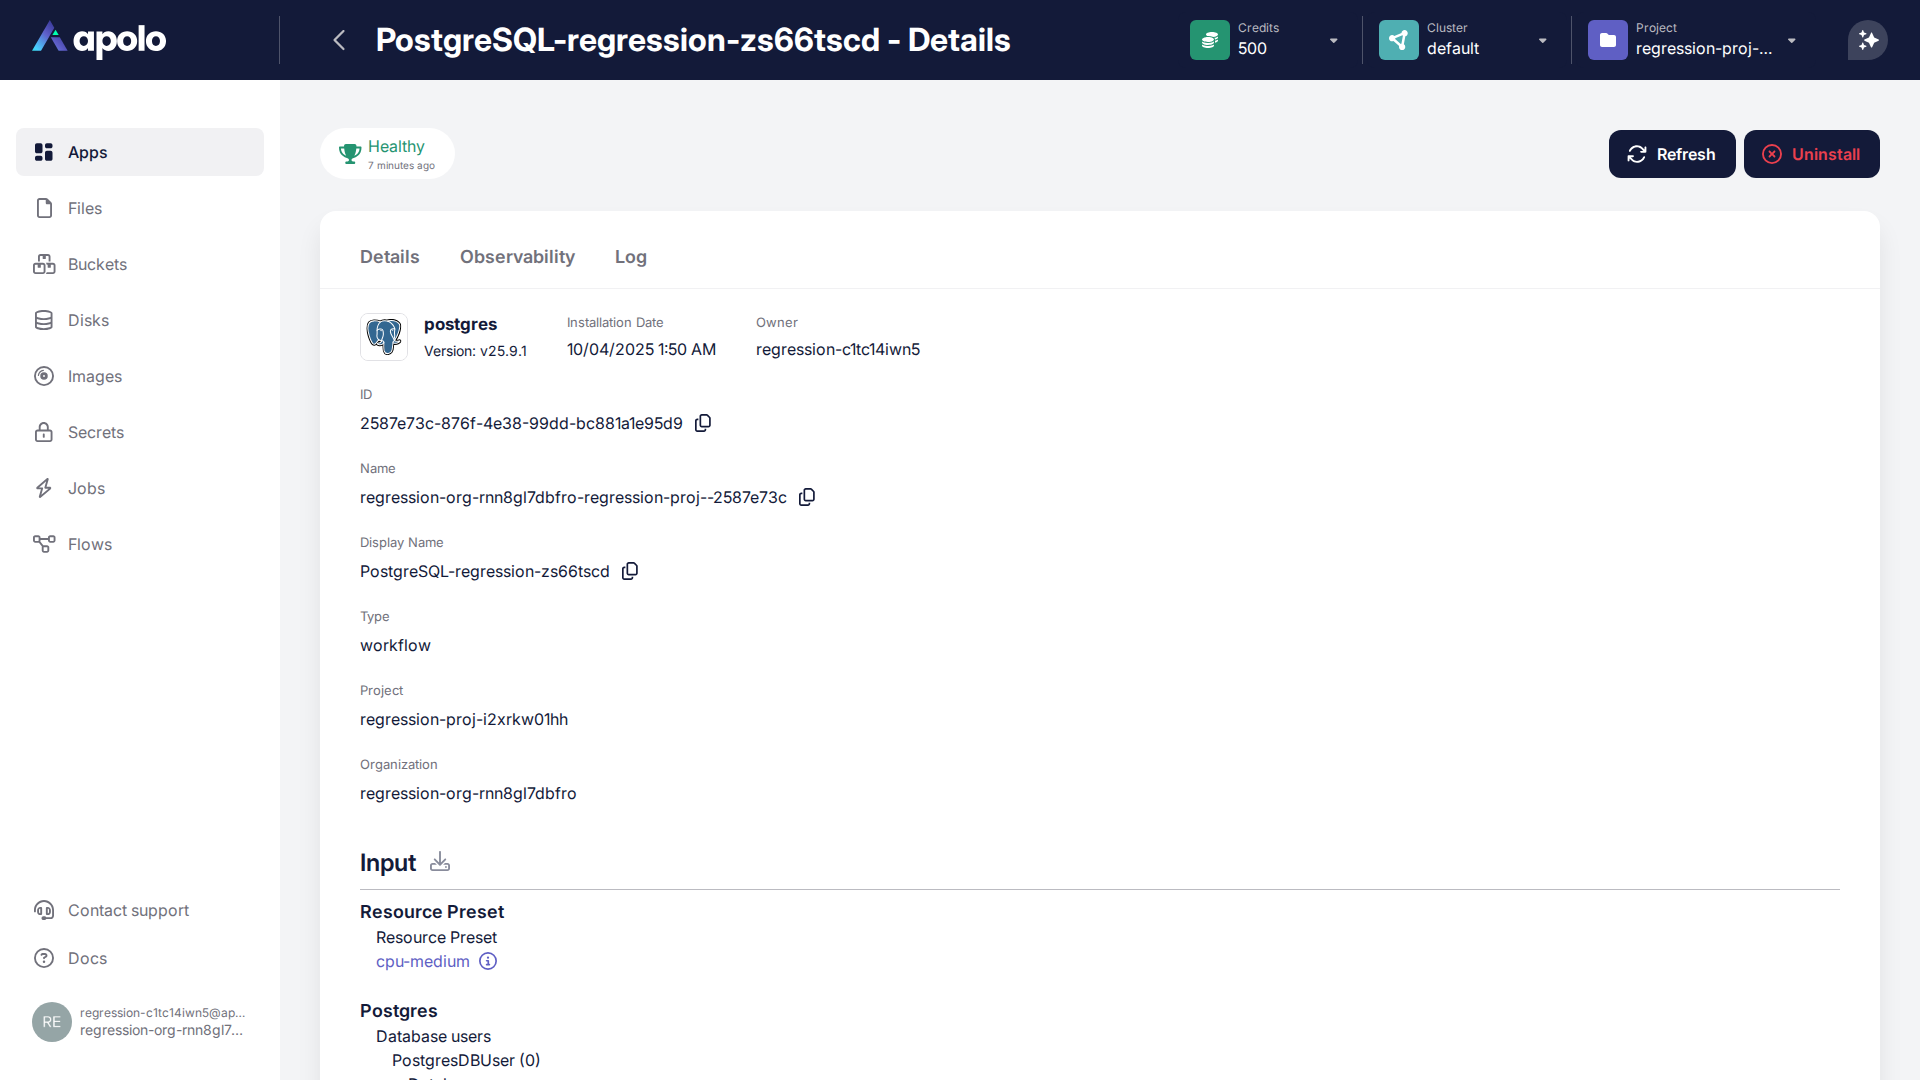 apolo
PostgreSQL-regression-zs66tscd - Details
Credits
500
Cluster
default
Project
regression-proj-...
Apps
Files
Buckets
Disks
Images
Secrets
Jobs
Flows
Contact support
Docs
RE
regression-c1tc14iwn5@ap...
regression-org-rnn8gl7...
Healthy
7 minutes ago
Refresh
Uninstall
Details
Observability
Log
postgres
Version: v25.9.1
Installation Date
10/04/2025 1:50 AM
Owner
regression-c1tc14iwn5
ID
2587e73c-876f-4e38-99dd-bc881a1e95d9
Name
regression-org-rnn8gl7dbfro-regression-proj--2587e73c
Display Name
PostgreSQL-regression-zs66tscd
Type
workflow
Project
regression-proj-i2xrkw01hh
Organization
regression-org-rnn8gl7dbfro
Input
Resource Preset
Resource Preset
cpu-medium
Postgres
Database users
PostgresDBUser (0)